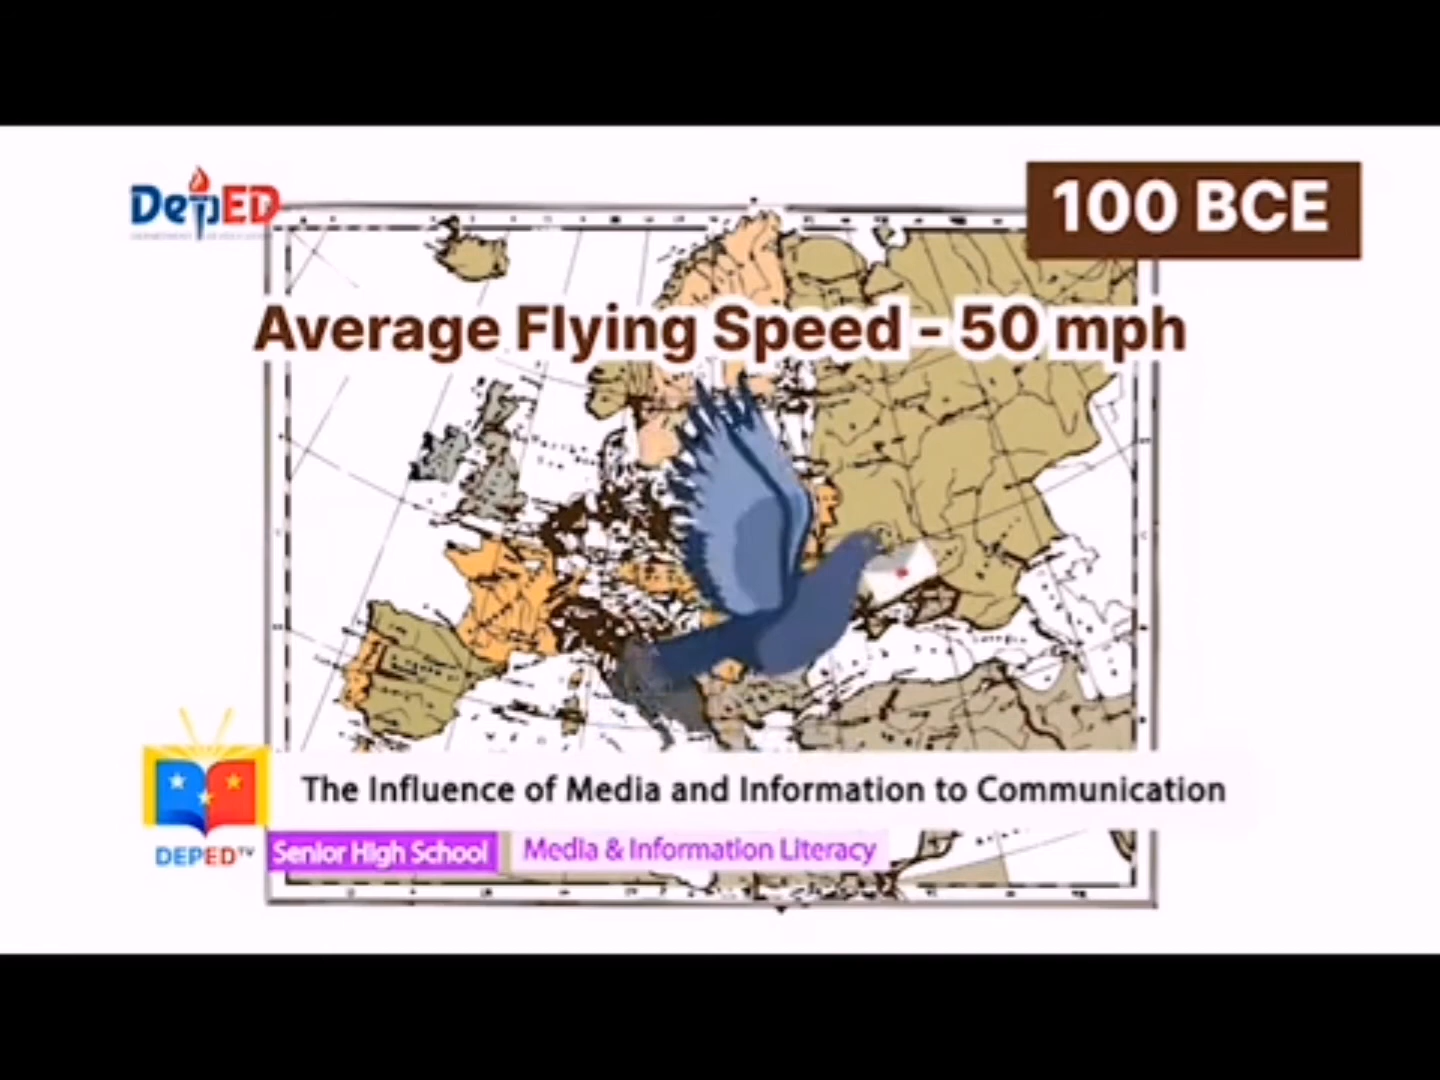 DepED
100 BCE
Average Flying Speed - 50 mph
The Influence of Media and Information to Communication
DEPED TV
Senior High School
Media & Information Literacy